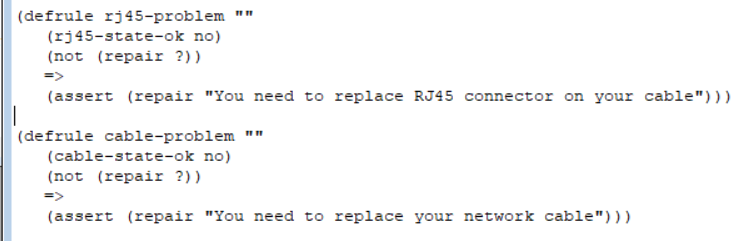 (defrule rj45-problem ""
(rj45-state-ok no)
(not (repair ?))
=>
(assert (repair "You need to replace RJ45 connector on your cable")))
(defrule cable-problem ""
(cable-state-ok no)
(not (repair ?))
=>
(assert (repair "You need to replace your network cable")))